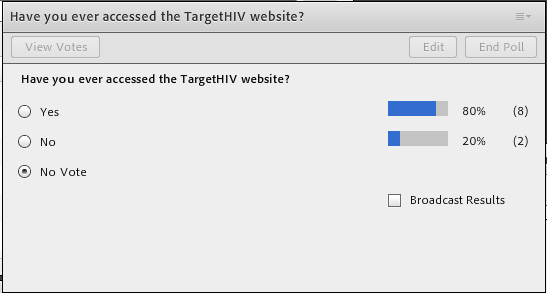 Have you ever accessed the TargetHIV website?
View Votes Edit End Poll
Have you ever accessed the TargetHIV website?
Yes 80% (8)
No 20% (2)
No Vote
Broadcast Results